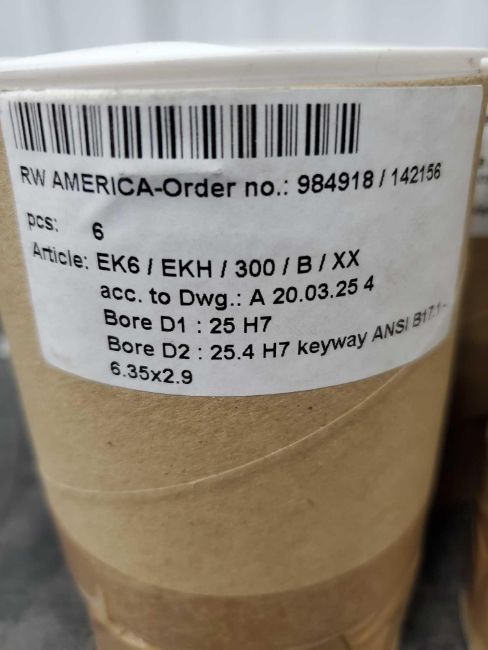 RW AMERICA-Order no.: 984918 / 142156
pcs: 6
Article: EK6 / EKH / 300 / B / XX
acc. to Dwg.: A 20.03.25 4
Bore D1 : 25 H7
Bore D2 : 25.4 H7 keyway ANSI B17.1 -
6.35x2.9